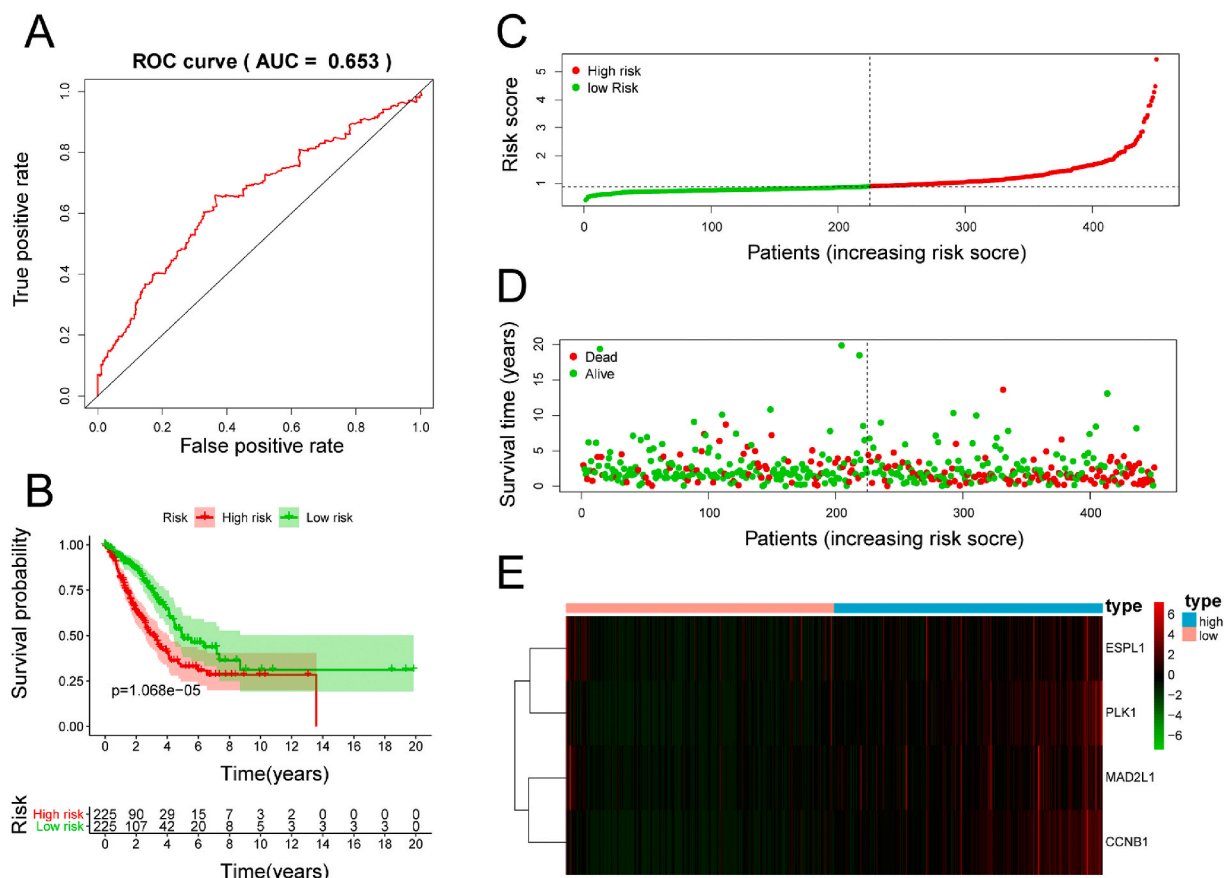 A
ROC curve ( AUC = 0.653 )
True positive rate
1.0
0.8
0.6
0.4
0.2
0.0
0.0 0.2 0.4 0.6 0.8 1.0
False positive rate
B
Risk High risk Low risk
Survival probability
1.00
0.75
0.50
0.25
0.00
p=1.068e−05
0 2 4 6 8 10 12 14 16 18 20
Time(years)
Risk
High risk 225 90 29 15 7 3 2 0 0 0 0
Low risk 225 107 42 20 8 5 3 3 3 3 0
0 2 4 6 8 10 12 14 16 18 20
Time(years)
C
Risk score
5
4
3
2
1
High risk
low Risk
0 100 200 300 400
Patients (increasing risk socre)
D
Survival time (years)
20
15
10
5
0
Dead
Alive
0 100 200 300 400
Patients (increasing risk socre)
E
type
ESPL1
PLK1
MAD2L1
CCNB1
6
4
2
0
−2
−4
−6
type
high
low